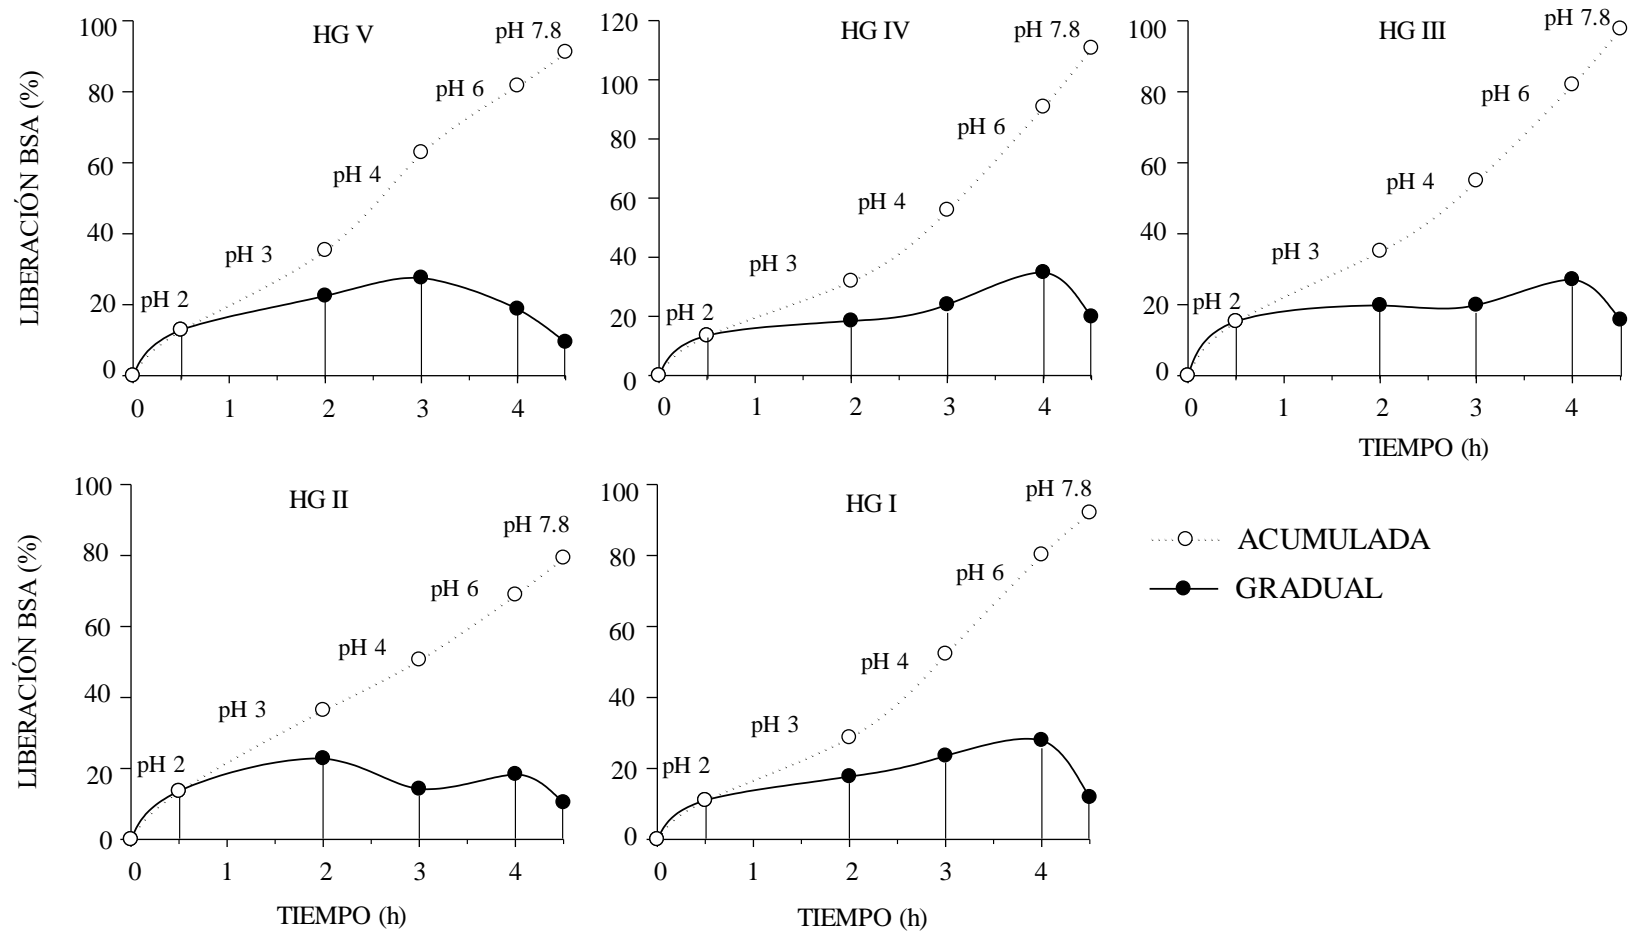 HG V
LIBERACIÓN BSA (%)
100
80
60
40
20
0
pH 2
pH 3
pH 4
pH 6
pH 7.8
0 1 2 3 4
HG IV
120
100
80
60
40
20
0
pH 2
pH 3
pH 4
pH 6
pH 7.8
0 1 2 3 4
HG III
100
80
60
40
20
0
pH 2
pH 3
pH 4
pH 6
pH 7.8
0 1 2 3 4
TIEMPO (h)
HG II
LIBERACIÓN BSA (%)
100
80
60
40
20
0
pH 2
pH 3
pH 4
pH 6
pH 7.8
0 1 2 3 4
TIEMPO (h)
HG I
100
80
60
40
20
0
pH 2
pH 3
pH 4
pH 6
pH 7.8
0 1 2 3 4
TIEMPO (h)
ACUMULADA
GRADUAL